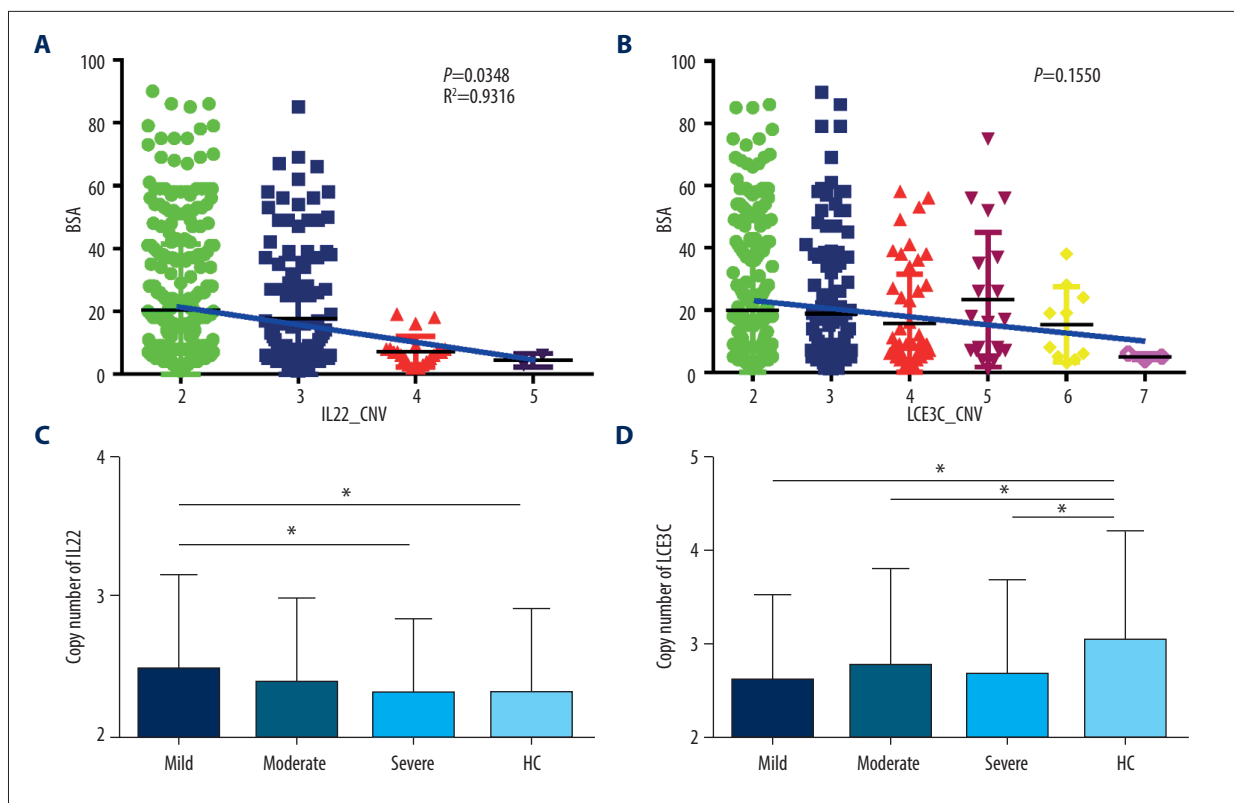 A
BSA
100
80
60
40
20
0
P=0.0348
R²=0.9316
2 3 4 5
IL22_CNV
B
BSA
100
80
60
40
20
0
P=0.1550
2 3 4 5 6 7
LCE3C_CNV
C
Copy number of IL22
4
3
2
*
*
Mild Moderate Severe HC
D
Copy number of LCE3C
5
4
3
2
*
*
*
Mild Moderate Severe HC